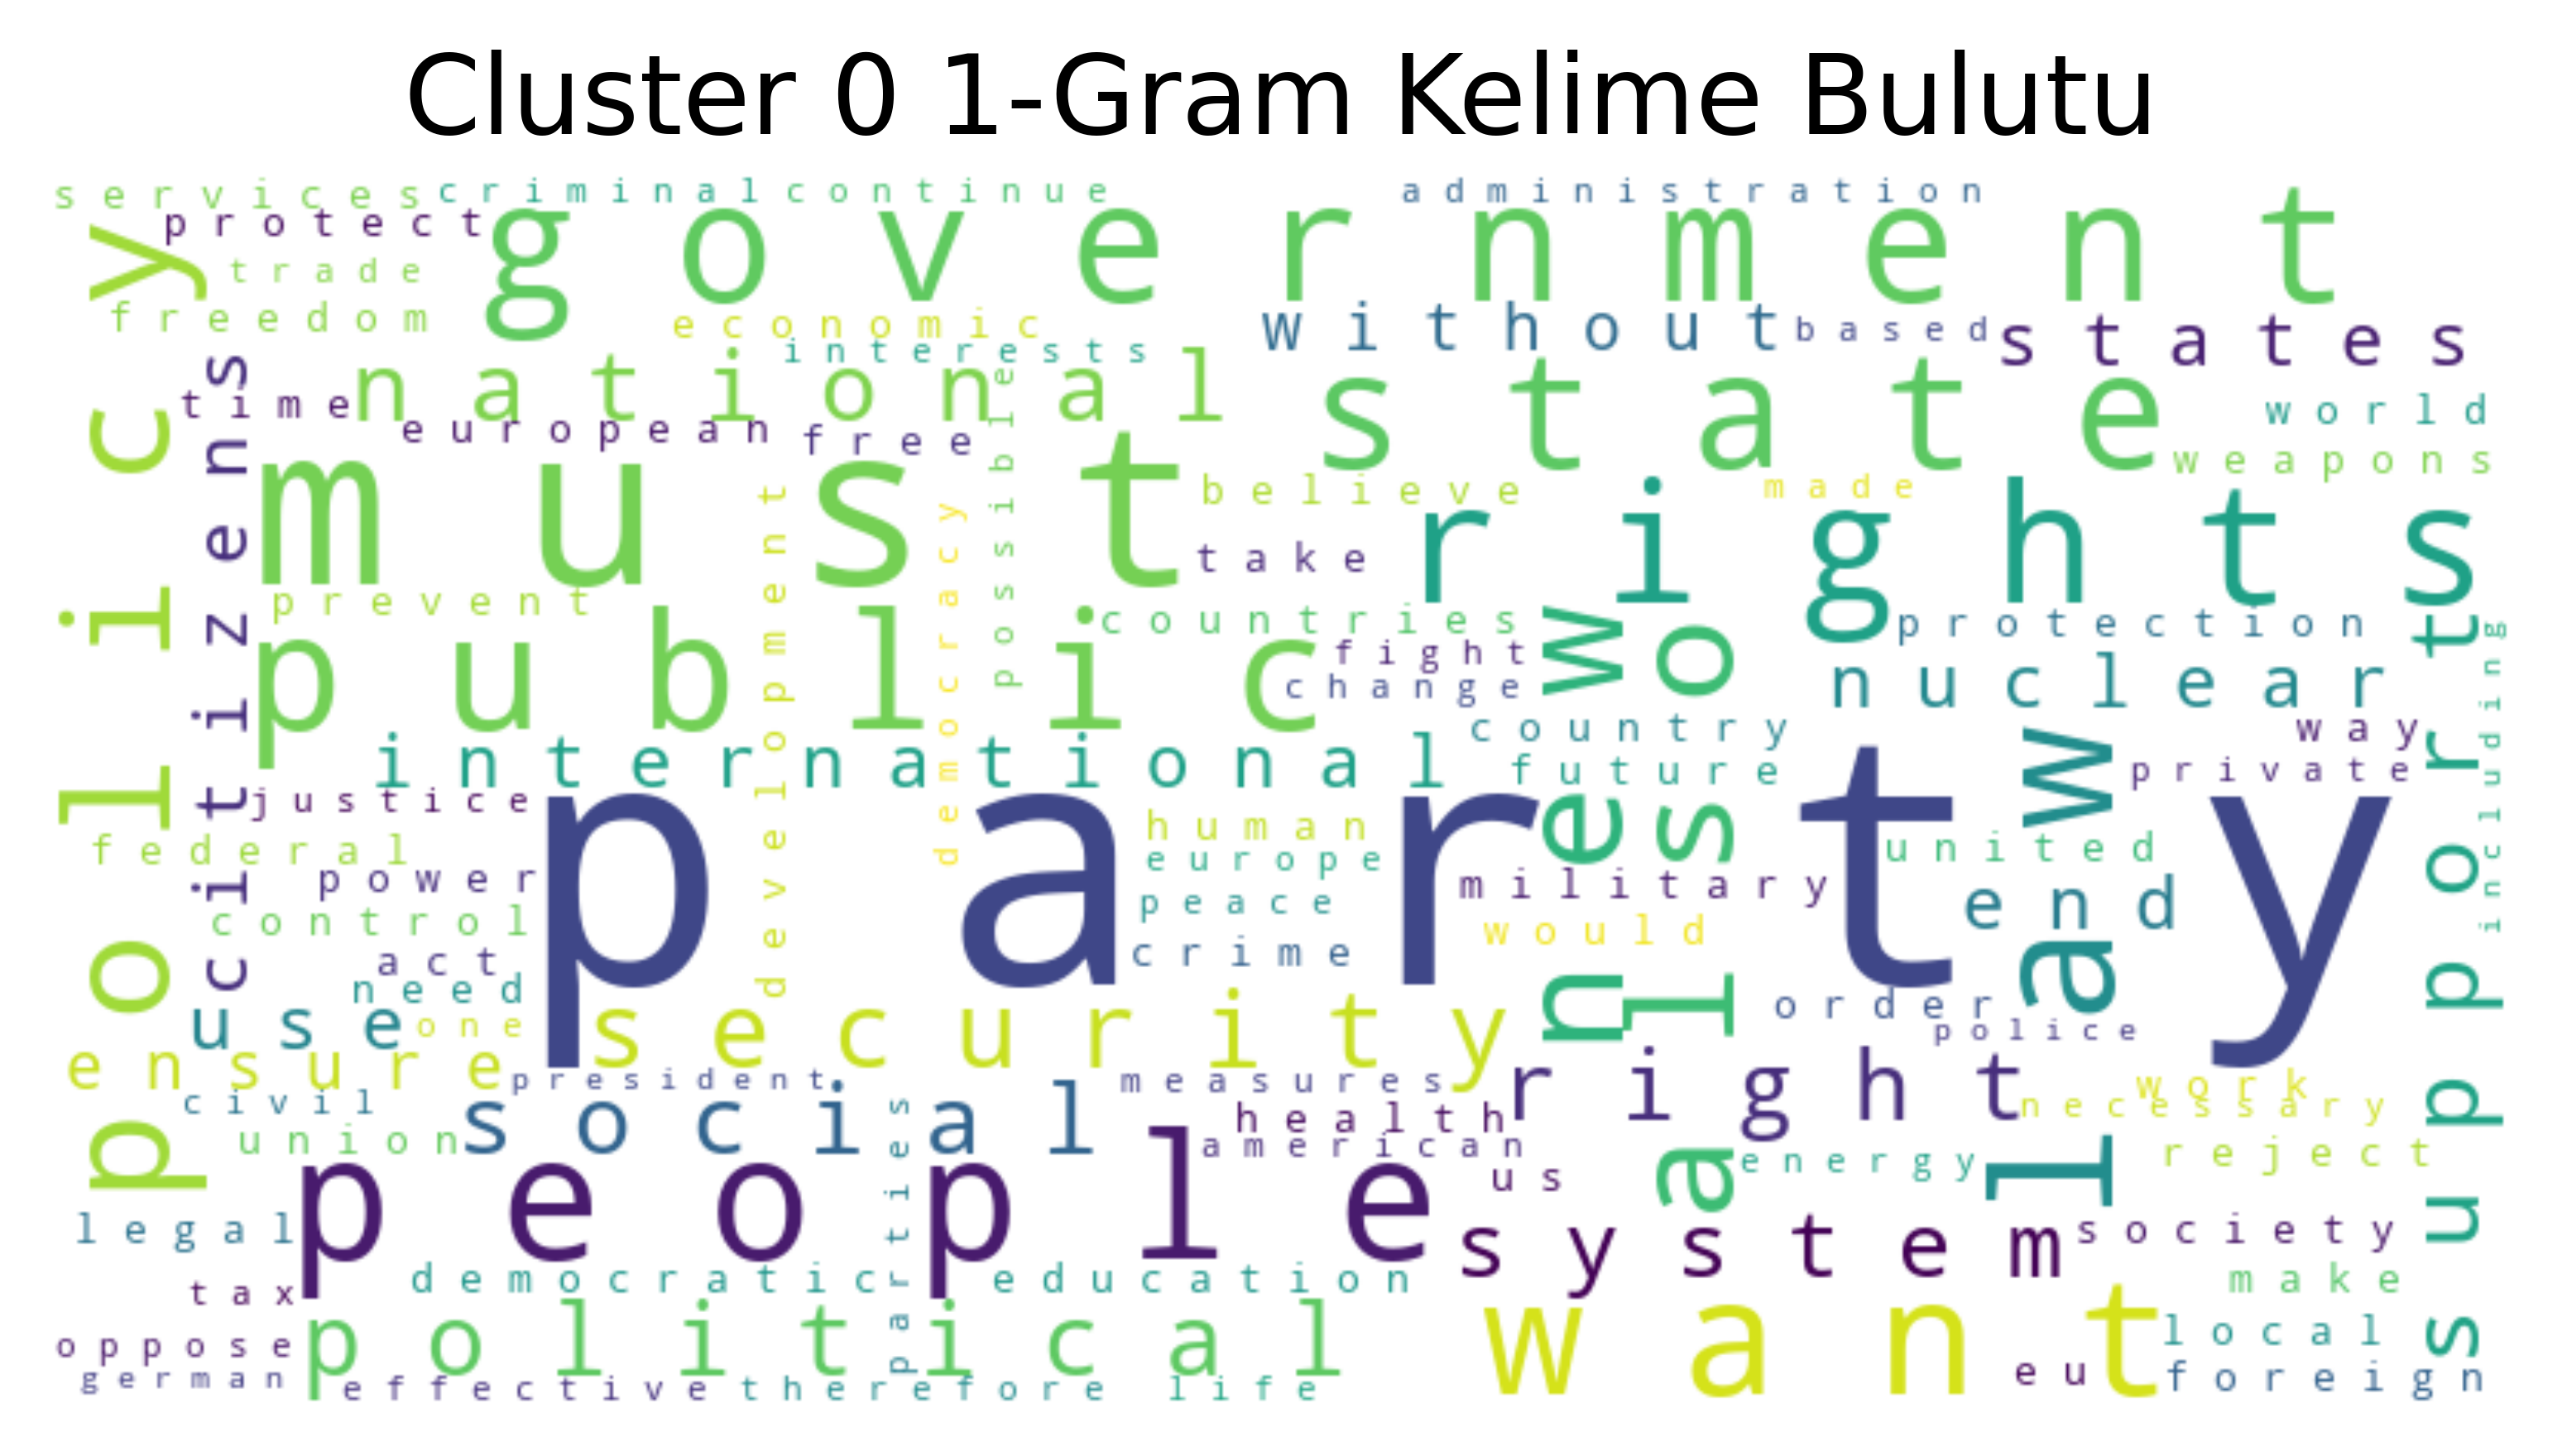 Cluster 0 1-Gram Kelime Bulutu
services criminal continue administration
protect
government
policy
trade
freedom
economic
without based states
interests
citizens
national
state
time
european free
possible
world
weapons
must
believe
made
rights
development
democracy
take
prevent
countries
protection
public
new
also
support
including
fight
nuclear
change
country
way
international
future
law
private
justice
party
federal
human
united
europe
power
military
end
control
peace
would
act
crime
need
order
use one
security
police
ensure
president
measures
right
work
civil
social
parties
health
necessary
union
american
energy
reject
people
us
legal
system
society
democratic
education
make
tax
political
want
local
oppose
eu
foreign
german
effective therefore life